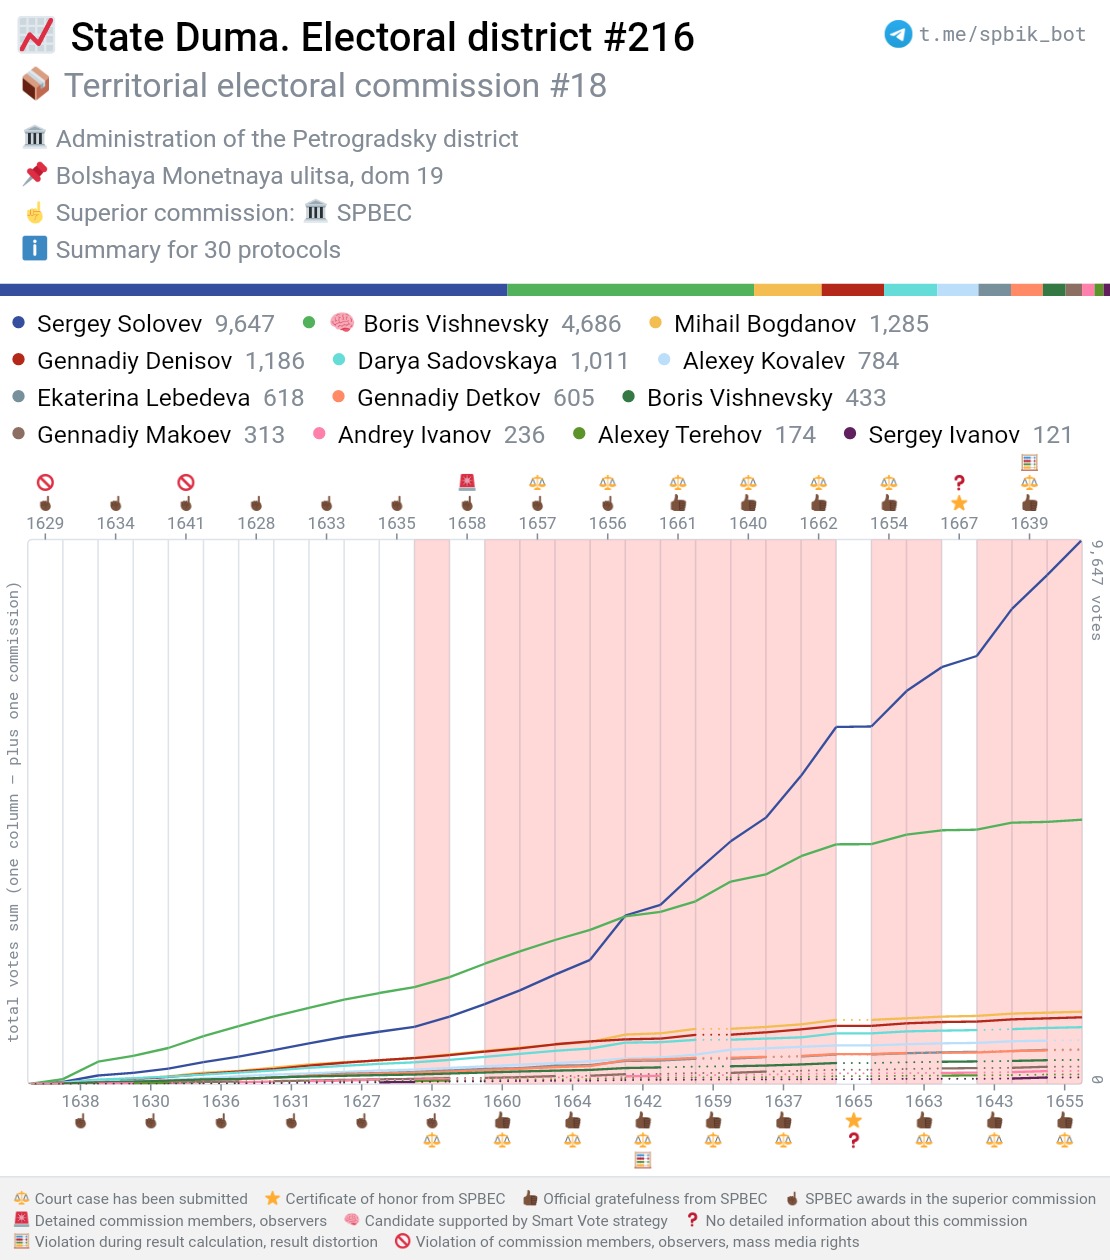 State Duma. Electoral district #216
t.me/spbik_bot
Territorial electoral commission #18
Administration of the Petrogradsky district
Bolshaya Monetnaya ulitsa, dom 19
Superior commission: SPBEC
Summary for 30 protocols
Sergey Solovev 9,647 Boris Vishnevsky 4,686 Mihail Bogdanov 1,285
Gennadiy Denisov 1,186 Darya Sadovskaya 1,011 Alexey Kovalev 784
Ekaterina Lebedeva 618 Gennadiy Detkov 605 Boris Vishnevsky 433
Gennadiy Makoev 313 Andrey Ivanov 236 Alexey Terehov 174 Sergey Ivanov 121
1629 1634 1641 1628 1633 1635 1658 1657 1656 1661 1640 1662 1654 1667 1639
total votes sum (one column – plus one commission)
9,647 votes
0
1638 1630 1636 1631 1627 1632 1660 1664 1642 1659 1637 1665 1663 1643 1655
Court case has been submitted Certificate of honor from SPBEC Official gratefulness from SPBEC SPBEC awards in the superior commission
Detained commission members, observers Candidate supported by Smart Vote strategy No detailed information about this commission
Violation during result calculation, result distortion Violation of commission members, observers, mass media rights